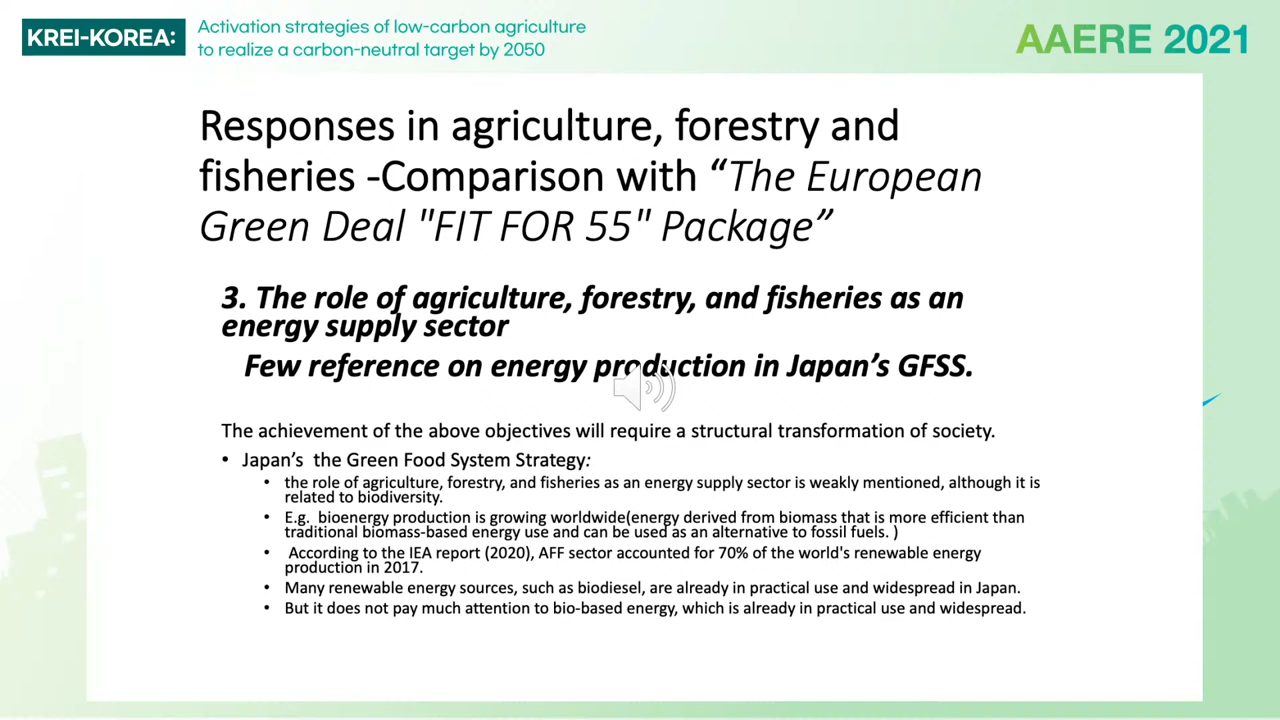 KREI-KOREA:
Activation strategies of low-carbon agriculture
to realize a carbon-neutral target by 2050
AAERE 2021
Responses in agriculture, forestry and
fisheries -Comparison with “The European
Green Deal "FIT FOR 55" Package”
3. The role of agriculture, forestry, and fisheries as an
energy supply sector
Few reference on energy production in Japan’s GFSS.
The achievement of the above objectives will require a structural transformation of society.
• Japan’s the Green Food System Strategy:
• the role of agriculture, forestry, and fisheries as an energy supply sector is weakly mentioned, although it is
related to biodiversity.
• E.g. bioenergy production is growing worldwide(energy derived from biomass that is more efficient than
traditional biomass-based energy use and can be used as an alternative to fossil fuels. )
• According to the IEA report (2020), AFF sector accounted for 70% of the world's renewable energy
production in 2017.
• Many renewable energy sources, such as biodiesel, are already in practical use and widespread in Japan.
• But it does not pay much attention to bio-based energy, which is already in practical use and widespread.